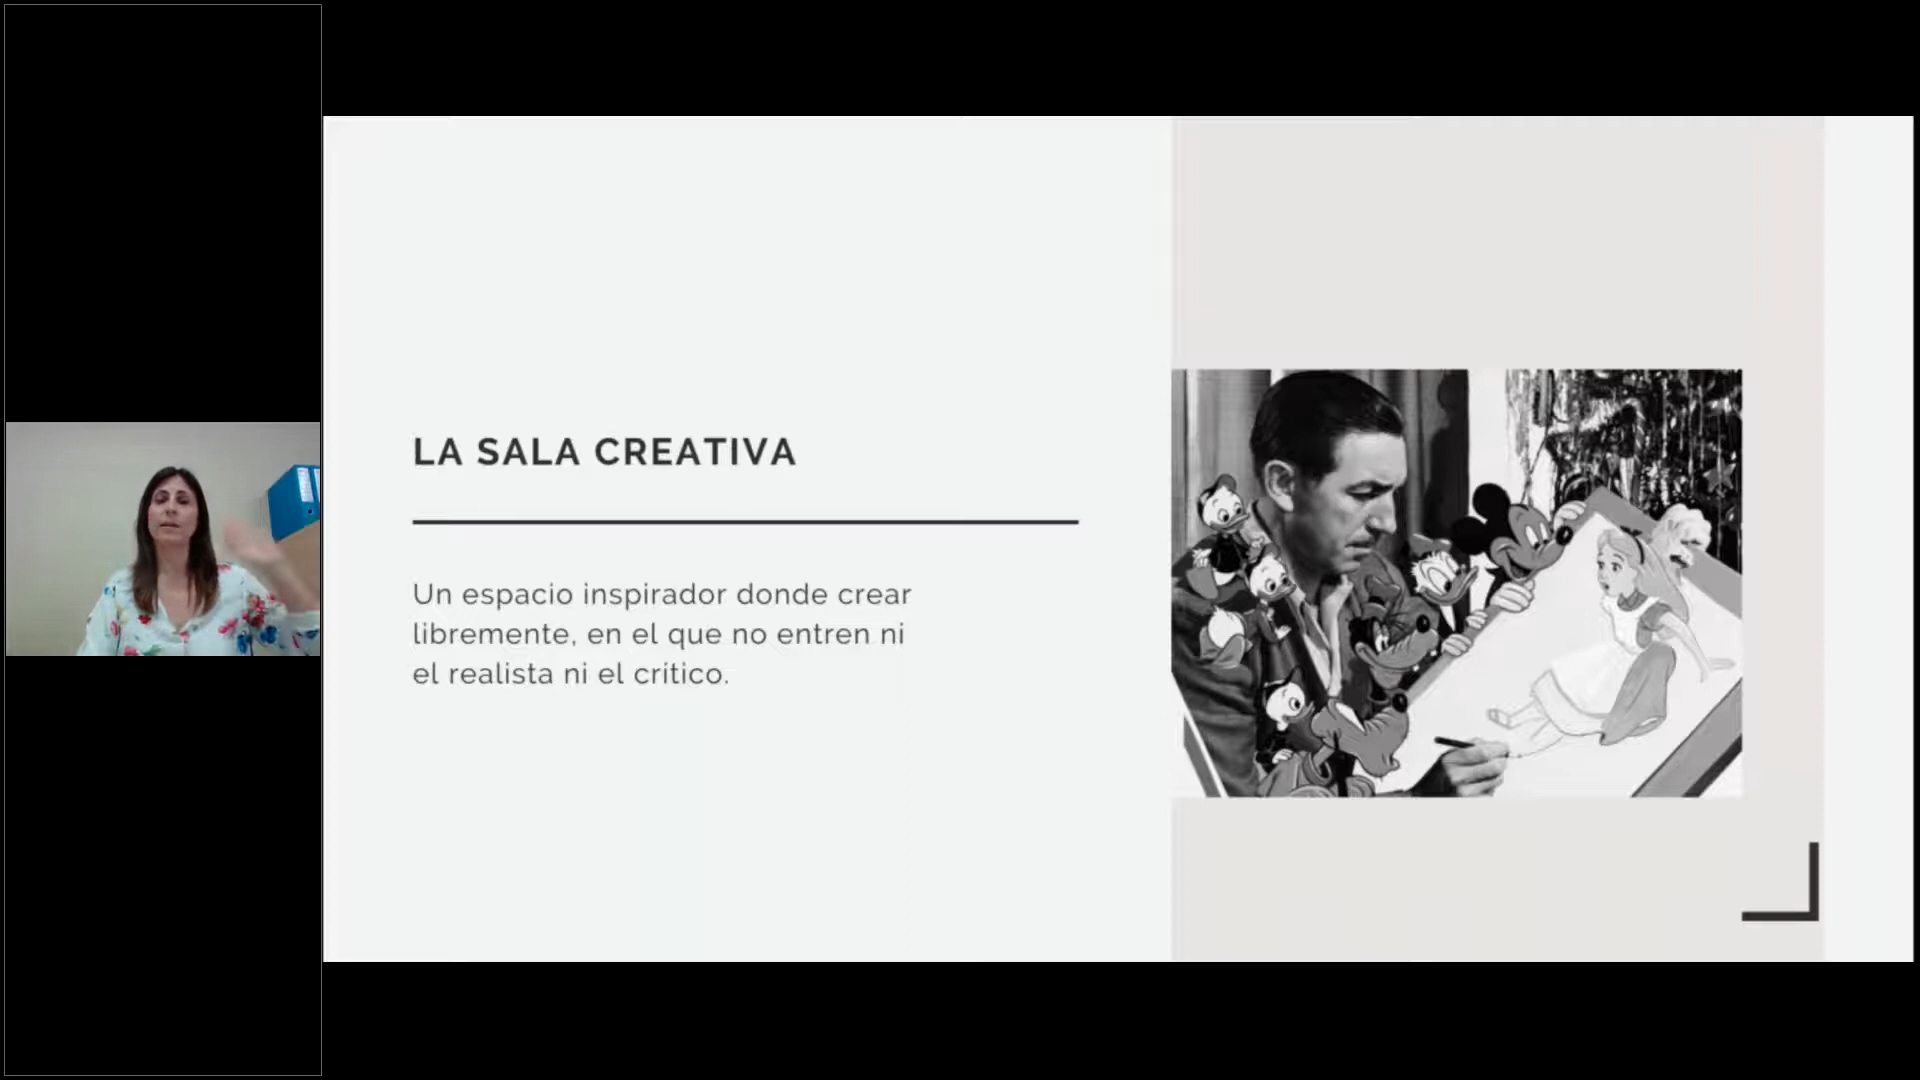 LA SALA CREATIVA
Un espacio inspirador donde crear
libremente, en el que no entren ni
el realista ni el crítico.